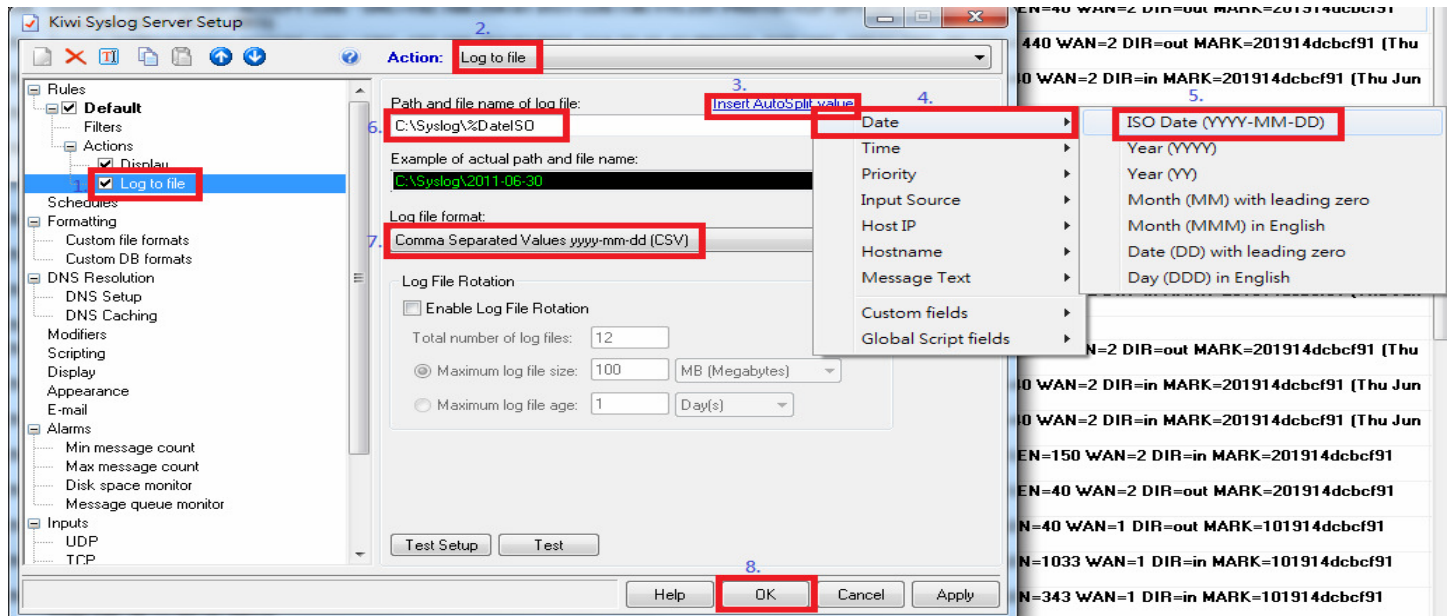 Kiwi Syslog Server Setup
2.
Action: Log to file
Rules
Default
Filters
Actions
Display
1. Log to file
Schedules
Formatting
Custom file formats
Custom DB formats
DNS Resolution
DNS Setup
DNS Caching
Modifiers
Scripting
Display
Appearance
E-mail
Alarms
Min message count
Max message count
Disk space monitor
Message queue monitor
Inputs
UDP
TCP
3.
Path and file name of log file: Insert AutoSplit value
6. C:\Syslog\%DateISO
Example of actual path and file name:
C:\Syslog\2011-06-30
Log file format:
7. Comma Separated Values yyyy-mm-dd (CSV)
Log File Rotation
Enable Log File Rotation
Total number of log files: 12
Maximum log file size: 100 MB (Megabytes)
Maximum log file age: 1 Day(s)
Test Setup Test
8.
Help OK Cancel Apply
4.
Date
Time
Priority
Input Source
Host IP
Hostname
Message Text
Custom fields
Global Script fields
5.
ISO Date (YYYY-MM-DD)
Year (YYYY)
Year (YY)
Month (MM) with leading zero
Month (MMM) in English
Date (DD) with leading zero
Day (DDD) in English
EN=40 WAN=2 DIR=out MARK=201914dcbcf91
440 WAN=2 DIR=out MARK=201914dcbcf91 (Thu
0 WAN=2 DIR=in MARK=201914dcbcf91 (Thu Jun
N=2 DIR=out MARK=201914dcbcf91 (Thu
0 WAN=2 DIR=in MARK=201914dcbcf91 (Thu Jun
0 WAN=2 DIR=in MARK=201914dcbcf91 (Thu Jun
EN=150 WAN=2 DIR=in MARK=201914dcbcf91
EN=40 WAN=2 DIR=out MARK=201914dcbcf91
N=40 WAN=1 DIR=out MARK=101914dcbcf91
N=1033 WAN=1 DIR=in MARK=101914dcbcf91
N=343 WAN=1 DIR=in MARK=101914dcbcf91